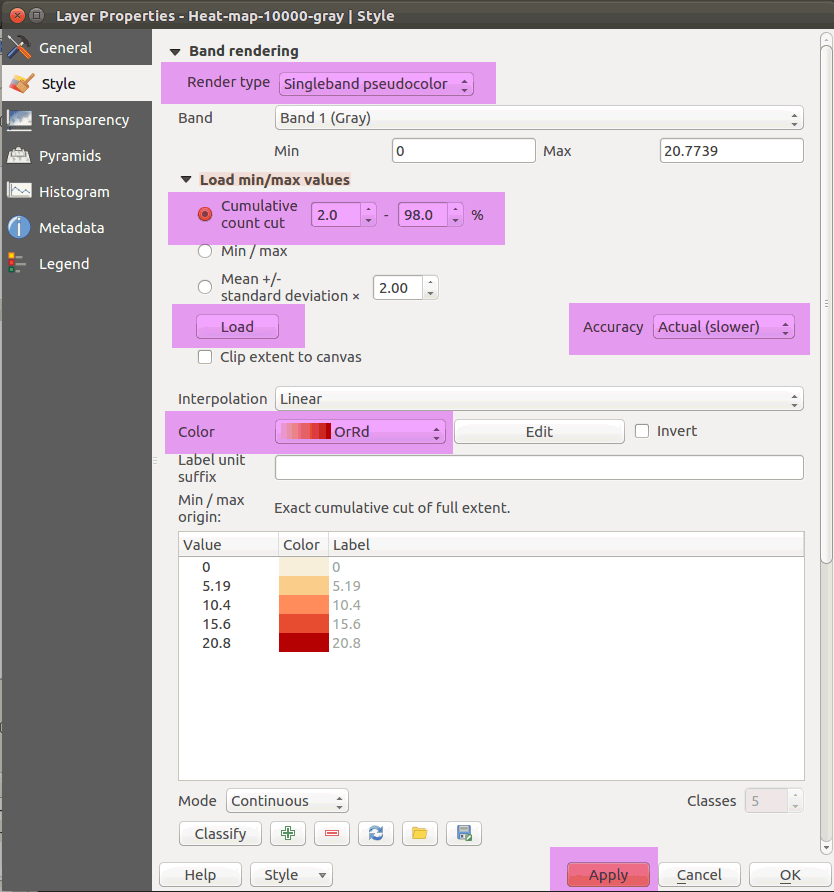 Layer Properties - Heat-map-10000-gray | Style
General
Style
Transparency
Pyramids
Histogram
Metadata
Legend
Band rendering
Render type Singleband pseudocolor
Band Band 1 (Gray)
Min 0 Max 20.7739
Load min/max values
Cumulative
count cut 2.0 - 98.0 %
Min / max
Mean +/-
standard deviation × 2.00
Load Accuracy Actual (slower)
Clip extent to canvas
Interpolation Linear
Color OrRd Edit Invert
Label unit
suffix
Min / max
origin: Exact cumulative cut of full extent.
Value Color Label
0 0
5.19 5.19
10.4 10.4
15.6 15.6
20.8 20.8
Mode Continuous Classes 5
Classify
Help Style Apply Cancel OK